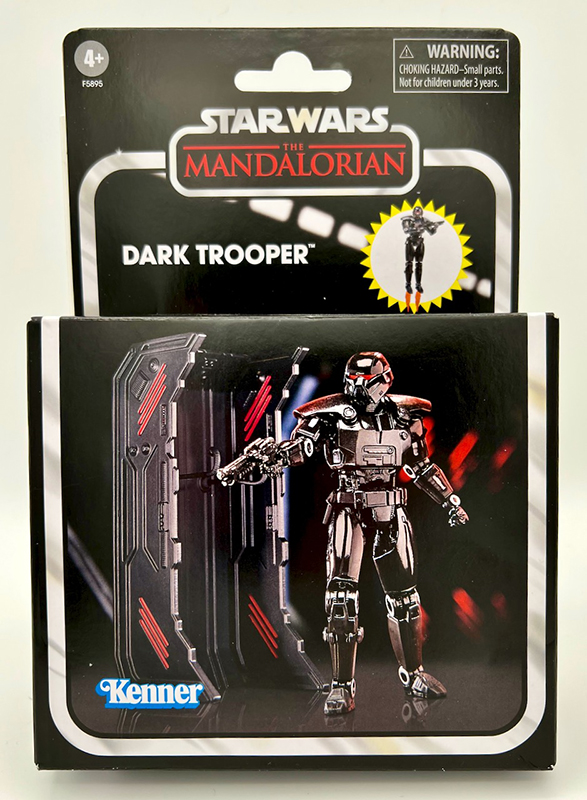 4+
F5895
⚠ WARNING:
CHOKING HAZARD–Small parts.
Not for children under 3 years.
STAR WARS
THE
MANDALORIAN
DARK TROOPER™
Kenner